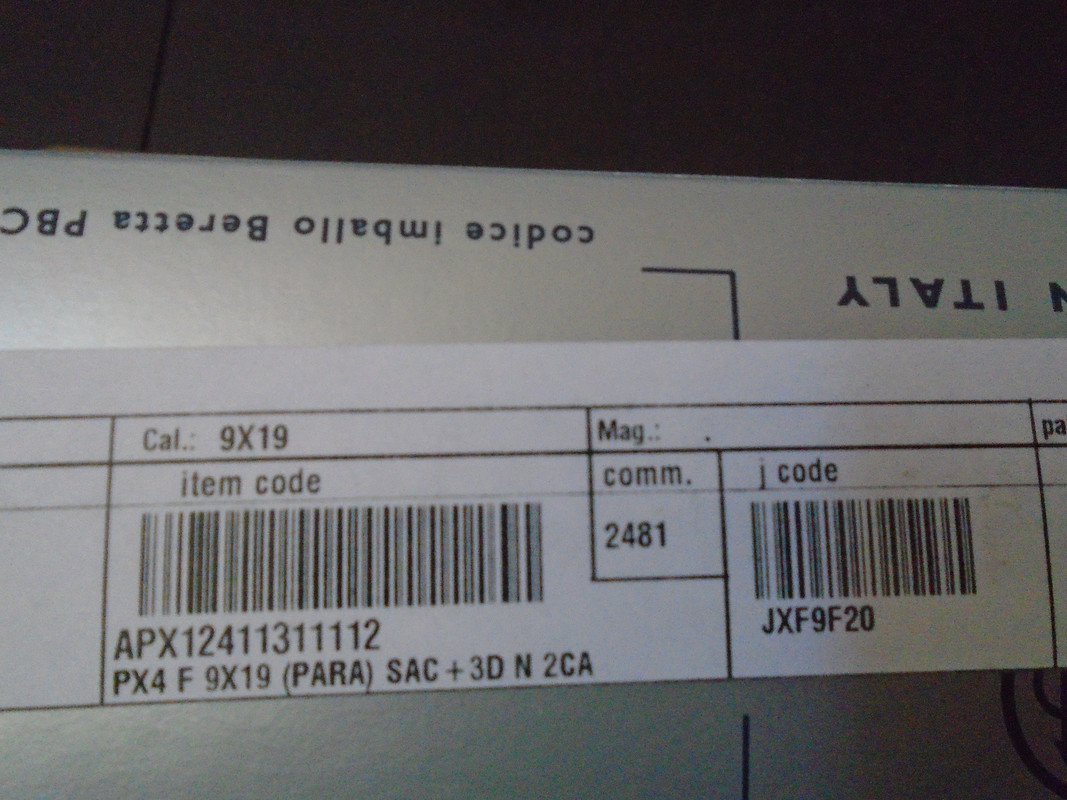 codice imballo Beretta PBC
N ITALY
Cal.: 9X19
Mag.: .
pa
item code
comm.
j code
2481
APX12411311112
JXF9F20
PX4 F 9X19 (PARA) SAC+3D N 2CA